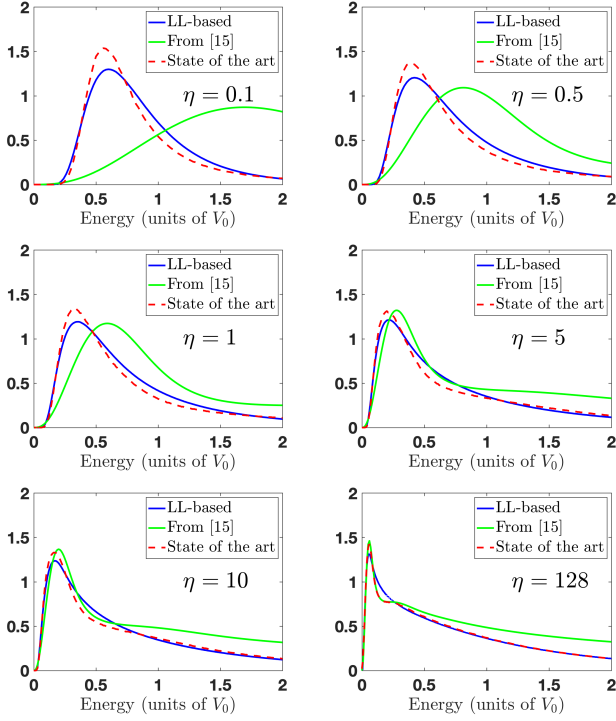 2
1.5
1
0.5
0
0 0.5 1 1.5 2
LL-based
From [15]
State of the art
η = 0.1
Energy (units of V₀)
2
1.5
1
0.5
0
0 0.5 1 1.5 2
LL-based
From [15]
State of the art
η = 0.5
Energy (units of V₀)
2
1.5
1
0.5
0
0 0.5 1 1.5 2
LL-based
From [15]
State of the art
η = 1
Energy (units of V₀)
2
1.5
1
0.5
0
0 0.5 1 1.5 2
LL-based
From [15]
State of the art
η = 5
Energy (units of V₀)
2
1.5
1
0.5
0
0 0.5 1 1.5 2
LL-based
From [15]
State of the art
η = 10
Energy (units of V₀)
2
1.5
1
0.5
0
0 0.5 1 1.5 2
LL-based
From [15]
State of the art
η = 128
Energy (units of V₀)